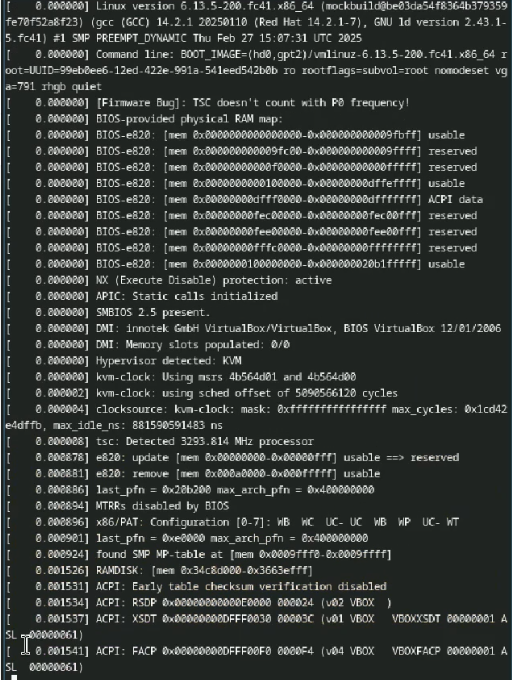 [    0.000000] Linux version 6.13.5-200.fc41.x86_64 (mockbuild@be03da54f8364b379359
fe70f52a8f23) (gcc (GCC) 14.2.1 20250110 (Red Hat 14.2.1-7), GNU ld version 2.43.1-
5.fc41) #1 SMP PREEMPT_DYNAMIC Thu Feb 27 15:07:31 UTC 2025
[    0.000000] Command line: BOOT_IMAGE=(hd0,gpt2)/vmlinuz-6.13.5-200.fc41.x86_64 r
oot=UUID=99eb0ee6-12ed-422e-991a-541eed542b0b ro rootflags=subvol=root nomodeset vg
a=791 rhgb quiet
[    0.000000] [Firmware Bug]: TSC doesn't count with P0 frequency!
[    0.000000] BIOS-provided physical RAM map:
[    0.000000] BIOS-e820: [mem 0x0000000000000000-0x000000000009fbff] usable
[    0.000000] BIOS-e820: [mem 0x000000000009fc00-0x000000000009ffff] reserved
[    0.000000] BIOS-e820: [mem 0x00000000000f0000-0x00000000000fffff] reserved
[    0.000000] BIOS-e820: [mem 0x0000000000100000-0x00000000dffeffff] usable
[    0.000000] BIOS-e820: [mem 0x00000000dfff0000-0x00000000dfffffff] ACPI data
[    0.000000] BIOS-e820: [mem 0x00000000fec00000-0x00000000fec00fff] reserved
[    0.000000] BIOS-e820: [mem 0x00000000fee00000-0x00000000fee00fff] reserved
[    0.000000] BIOS-e820: [mem 0x00000000fffc0000-0x00000000ffffffff] reserved
[    0.000000] BIOS-e820: [mem 0x0000000100000000-0x000000020b1fffff] usable
[    0.000000] NX (Execute Disable) protection: active
[    0.000000] APIC: Static calls initialized
[    0.000000] SMBIOS 2.5 present.
[    0.000000] DMI: innotek GmbH VirtualBox/VirtualBox, BIOS VirtualBox 12/01/2006
[    0.000000] DMI: Memory slots populated: 0/0
[    0.000000] Hypervisor detected: KVM
[    0.000000] kvm-clock: Using msrs 4b564d01 and 4b564d00
[    0.000002] kvm-clock: using sched offset of 5090566120 cycles
[    0.000004] clocksource: kvm-clock: mask: 0xffffffffffffffff max_cycles: 0x1cd42
e4dffb, max_idle_ns: 881590591483 ns
[    0.000008] tsc: Detected 3293.814 MHz processor
[    0.000878] e820: update [mem 0x00000000-0x00000fff] usable ==> reserved
[    0.000881] e820: remove [mem 0x000a0000-0x000fffff] usable
[    0.000886] last_pfn = 0x20b200 max_arch_pfn = 0x400000000
[    0.000894] MTRRs disabled by BIOS
[    0.000896] x86/PAT: Configuration [0-7]: WB  WC  UC- UC  WB  WP  UC- WT
[    0.000901] last_pfn = 0xe0000 max_arch_pfn = 0x400000000
[    0.000924] found SMP MP-table at [mem 0x0009fff0-0x0009ffff]
[    0.001526] RAMDISK: [mem 0x34c8d000-0x3663efff]
[    0.001531] ACPI: Early table checksum verification disabled
[    0.001534] ACPI: RSDP 0x00000000000E0000 000024 (v02 VBOX  )
[    0.001537] ACPI: XSDT 0x00000000DFFF0030 00003C (v01 VBOX   VBOXXSDT 00000001 A
SL  00000061)
[    0.001541] ACPI: FACP 0x00000000DFFF00F0 0000F4 (v04 VBOX   VBOXFACP 00000001 A
SL  00000061)